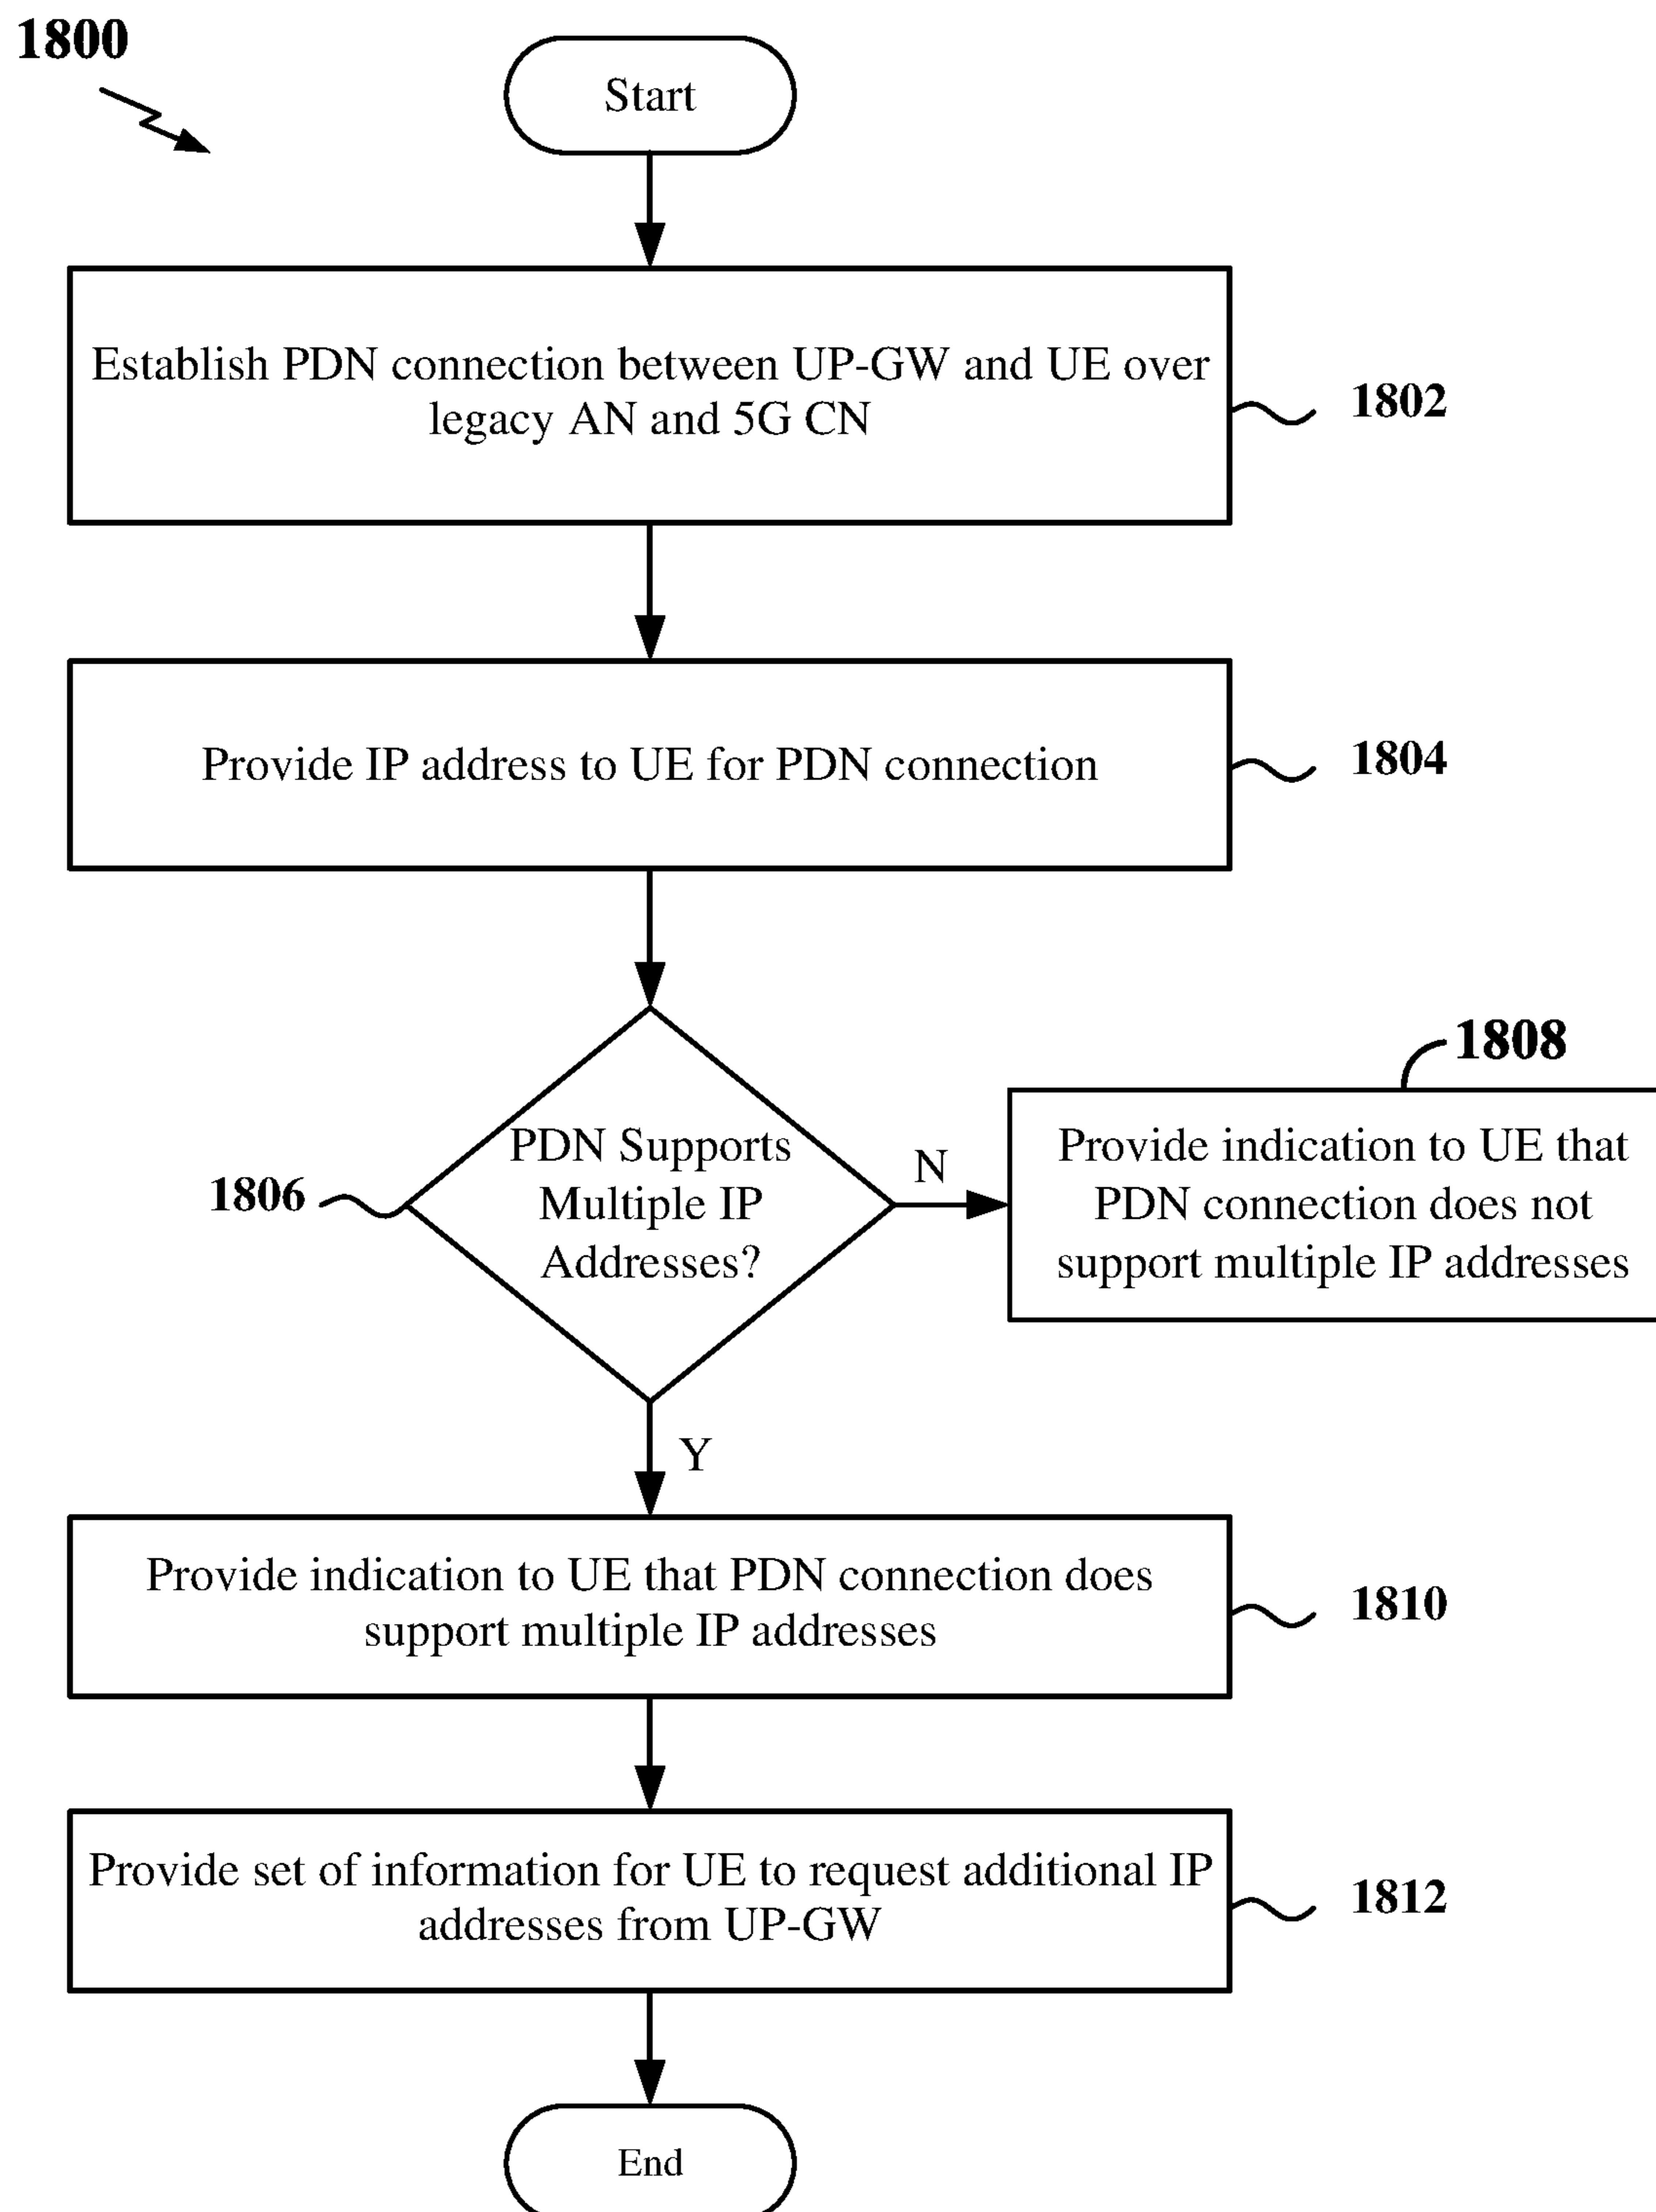 1800
Start
Establish PDN connection between UP-GW and UE over
legacy AN and 5G CN
1802
Provide IP address to UE for PDN connection
1804
1808
PDN Supports
Multiple IP
Addresses?
1806
N
Provide indication to UE that
PDN connection does not
support multiple IP addresses
Y
Provide indication to UE that PDN connection does
support multiple IP addresses
1810
Provide set of information for UE to request additional IP
addresses from UP-GW
1812
End